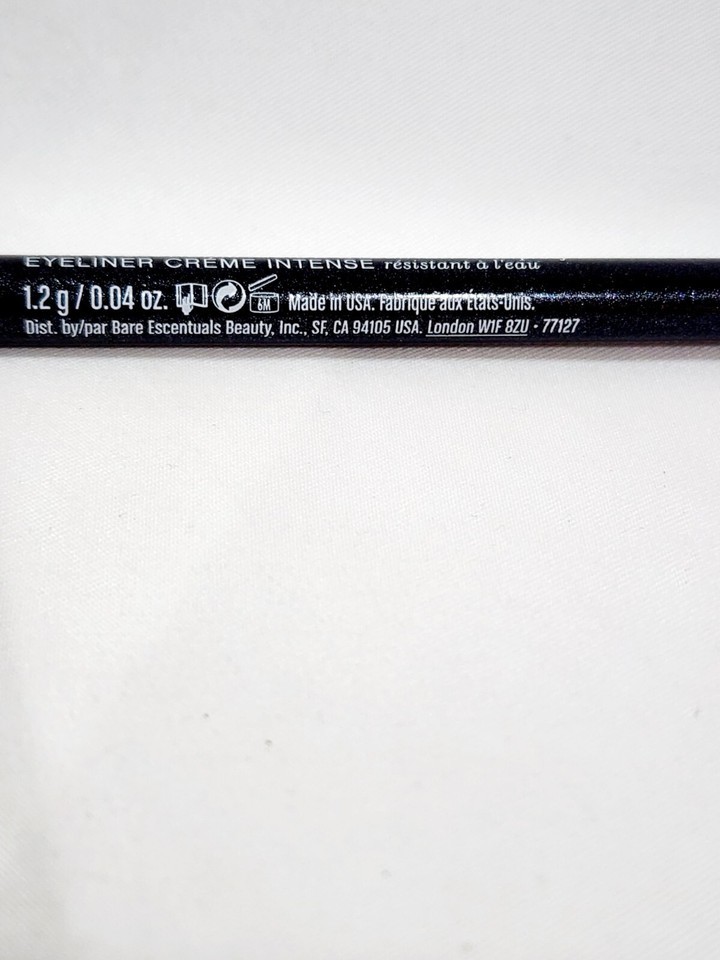 EYELINER CRÈME INTENSE résistant à l'eau
1.2 g / 0.04 oz. 6M Made in USA. Fabriqué aux États-Unis.
Dist. by/par Bare Escentuals Beauty, Inc., SF, CA 94105 USA. London W1F 8ZU · 77127